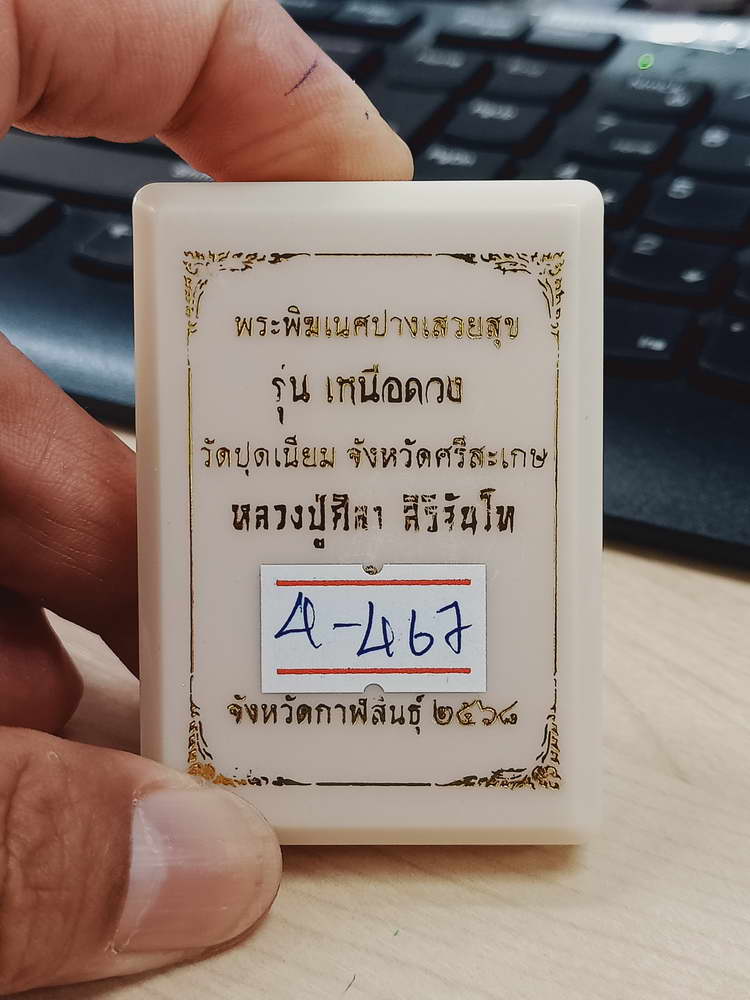 พระพิฆเนศปางเสวยสุข
รุ่น เหนือดวง
วัดปุดเนียม จังหวัดศรีสะเกษ
หลวงปู่ศิลา สิริจันโท
4-467
จังหวัดกาฬสินธุ์ ๒๕๖๘